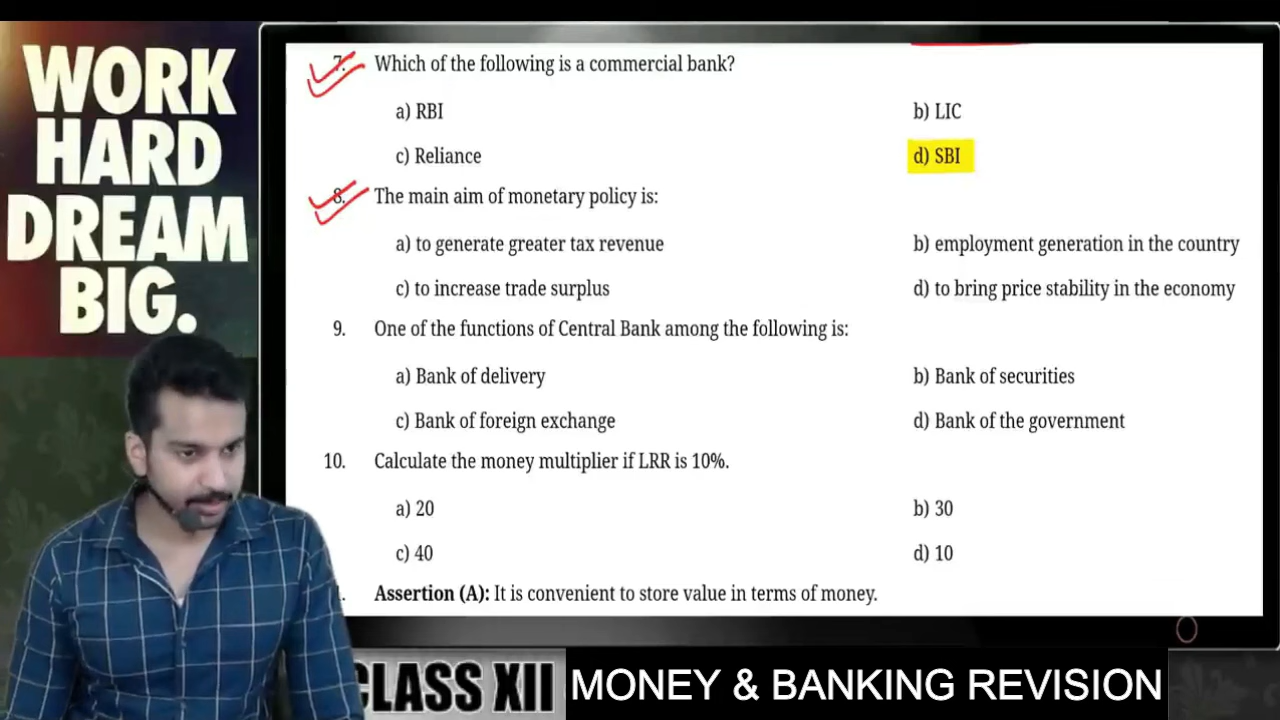 WORK
HARD
DREAM
BIG.
7. Which of the following is a commercial bank?
a) RBI b) LIC
c) Reliance d) SBI
8. The main aim of monetary policy is:
a) to generate greater tax revenue b) employment generation in the country
c) to increase trade surplus d) to bring price stability in the economy
9. One of the functions of Central Bank among the following is:
a) Bank of delivery b) Bank of securities
c) Bank of foreign exchange d) Bank of the government
10. Calculate the money multiplier if LRR is 10%.
a) 20 b) 30
c) 40 d) 10
Assertion (A): It is convenient to store value in terms of money.
CLASS XII MONEY & BANKING REVISION